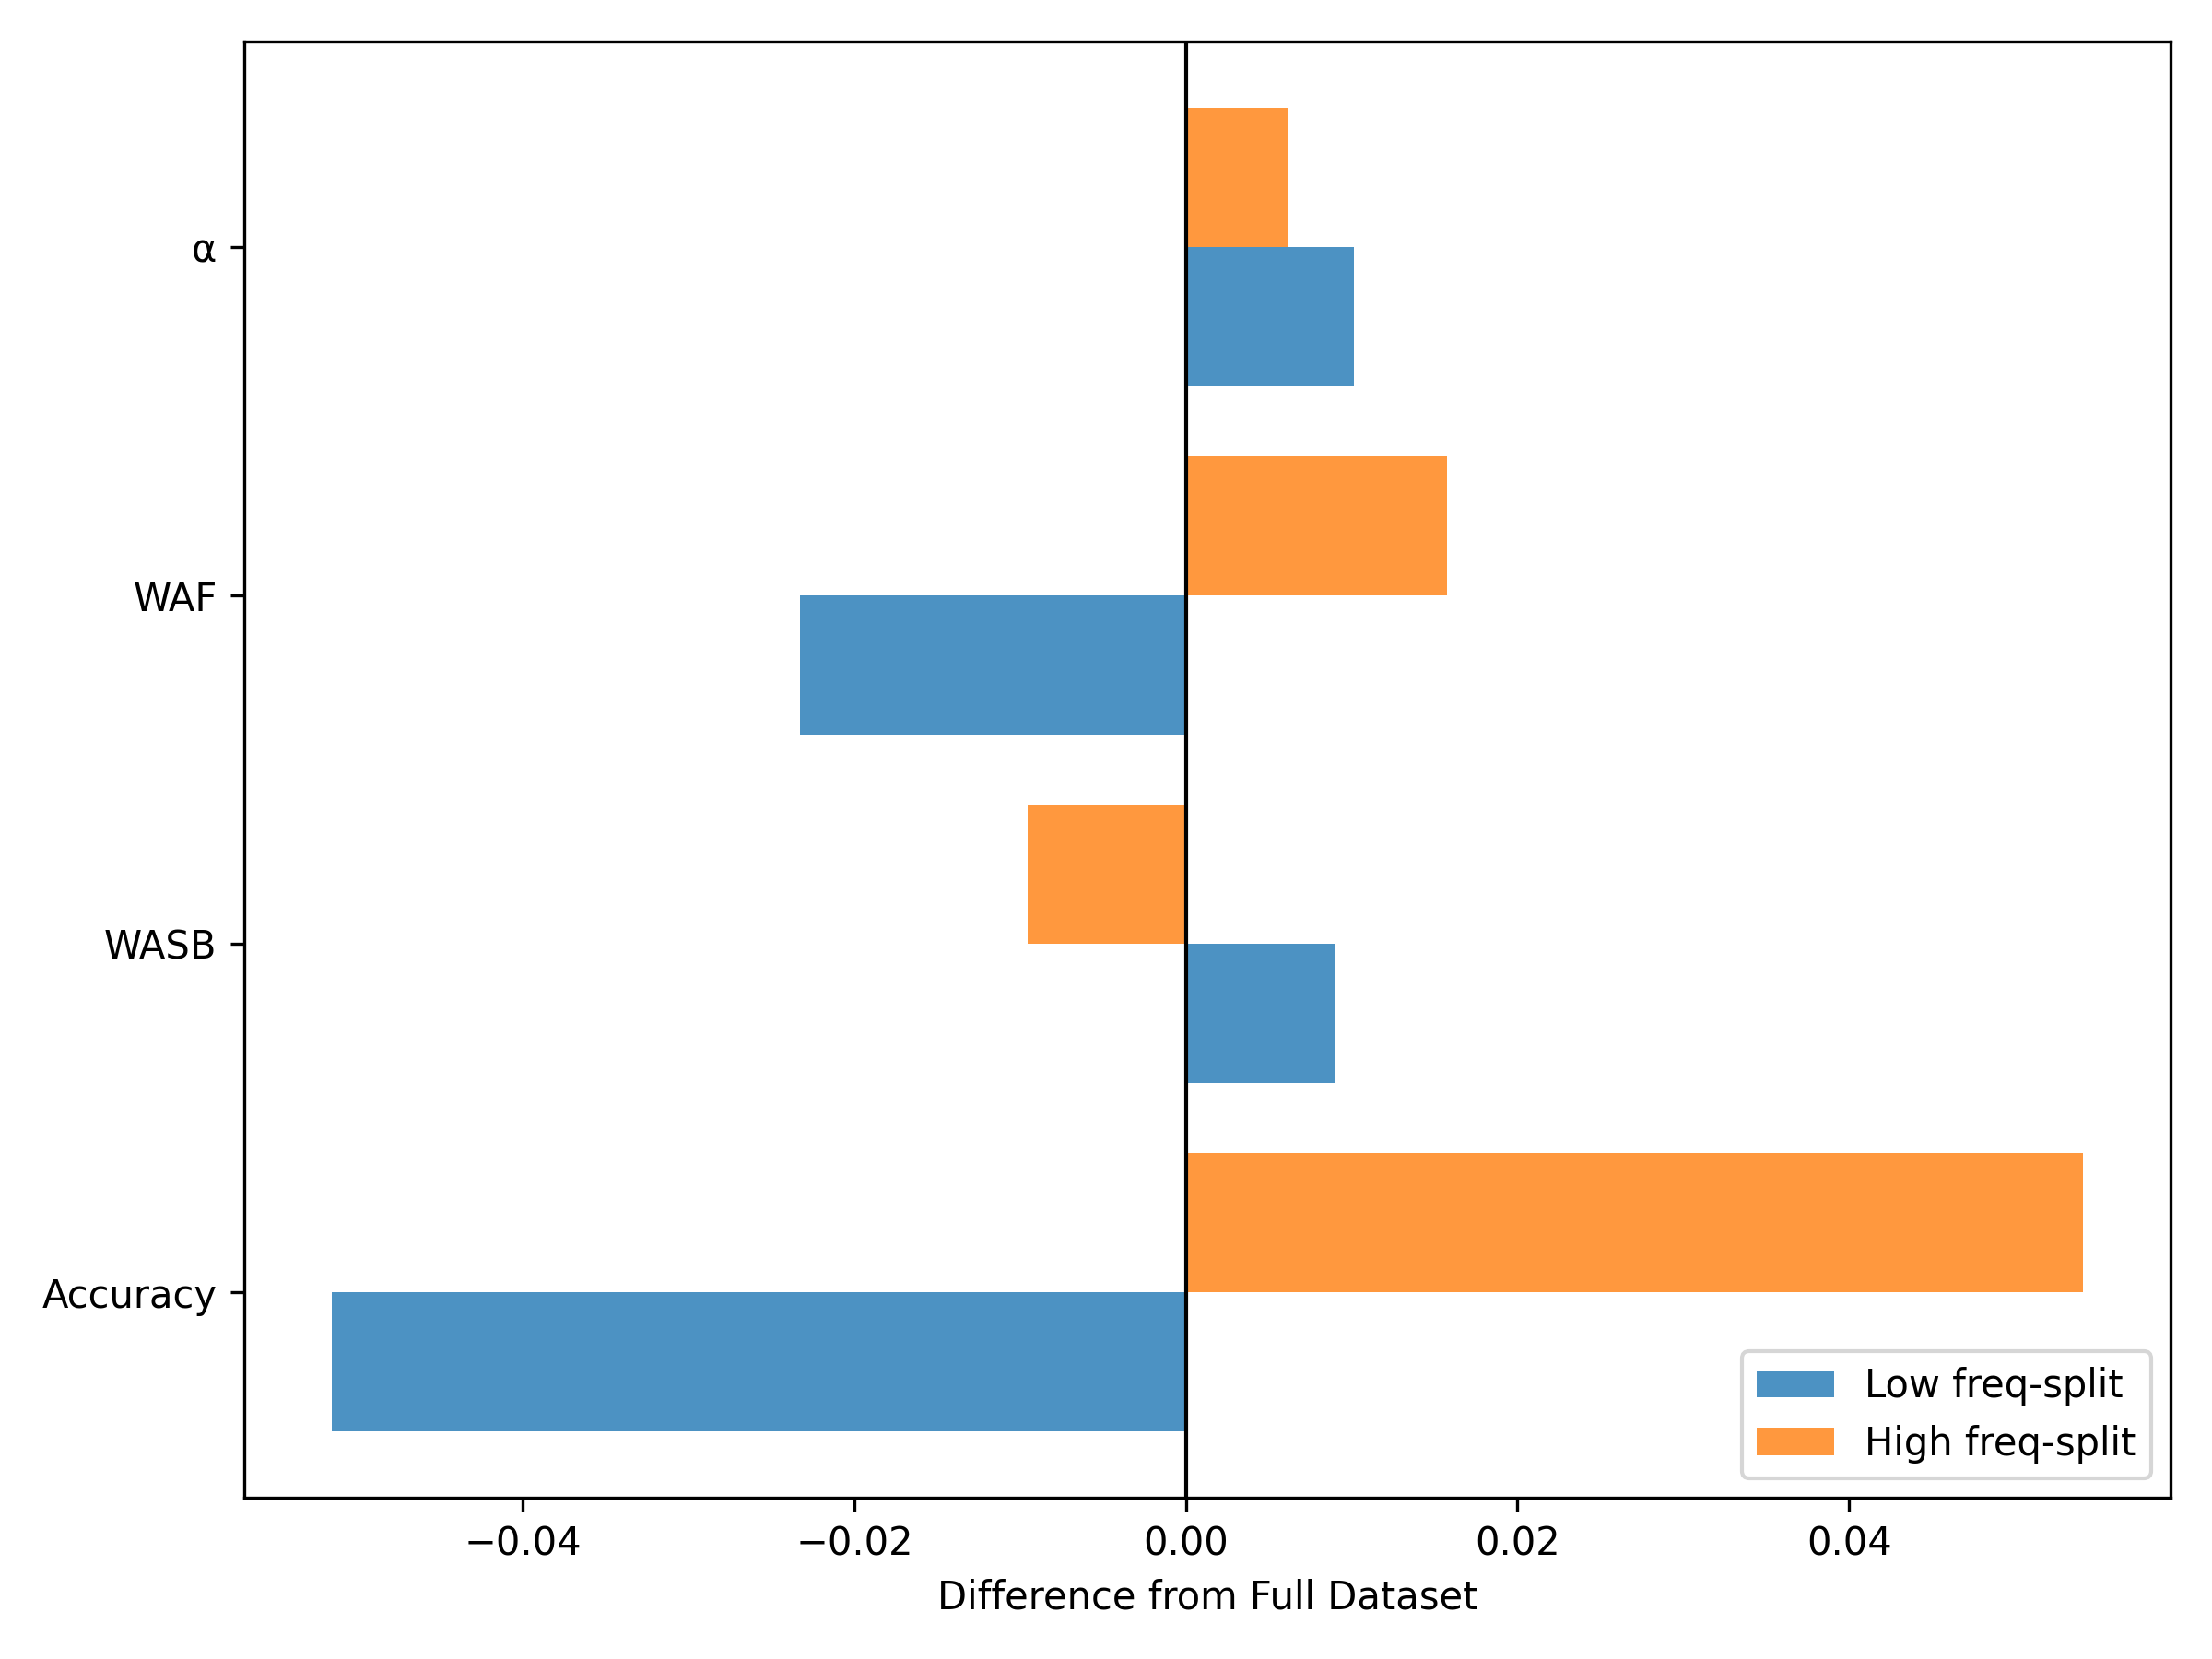 α
WAF
WASB
Accuracy
Low freq-split
High freq-split
−0.04 −0.02 0.00 0.02 0.04
Difference from Full Dataset